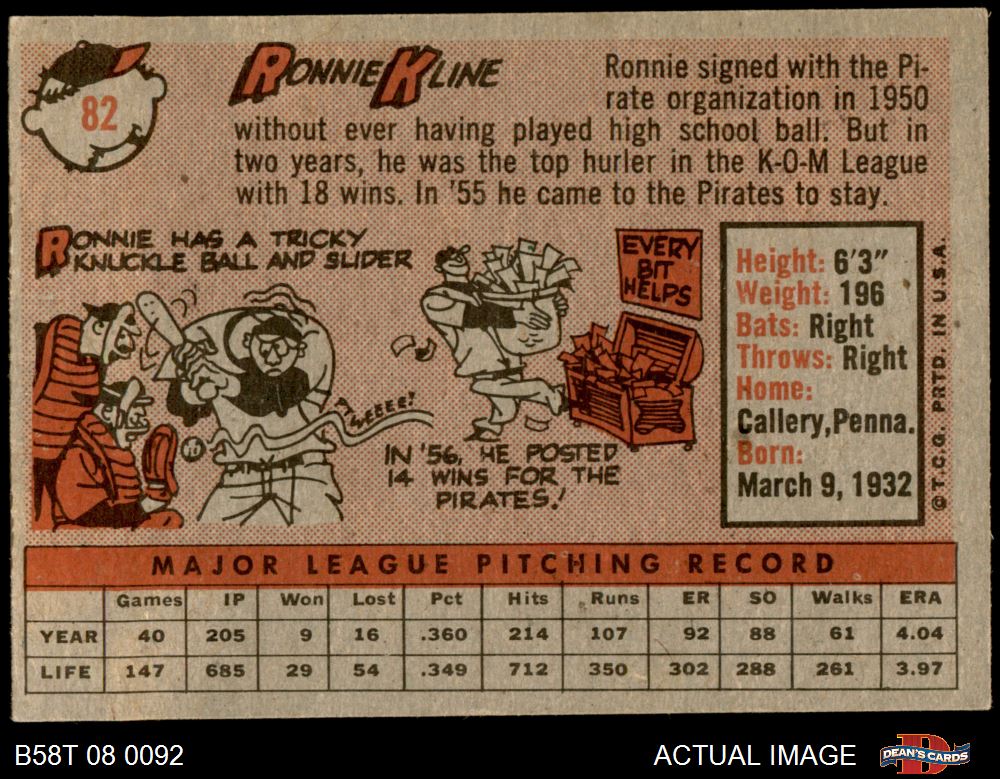 82
RONNIE KLINE
Ronnie signed with the Pi-
rate organization in 1950
without ever having played high school ball. But in
two years, he was the top hurler in the K-O-M League
with 18 wins. In '55 he came to the Pirates to stay.
RONNIE HAS A TRICKY
KNUCKLE BALL AND SLIDER
EVERY
BIT
HELPS
IN '56, HE POSTED
14 WINS FOR THE
PIRATES!
Height: 6'3"
Weight: 196
Bats: Right
Throws: Right
Home:
Callery, Penna.
Born:
March 9, 1932
© T.C.G. PRTD. IN U.S.A.
MAJOR LEAGUE PITCHING RECORD
Games IP Won Lost Pct Hits Runs ER SO Walks ERA
YEAR 40 205 9 16 .360 214 107 92 88 61 4.04
LIFE 147 685 29 54 .349 712 350 302 288 261 3.97
B58T 08 0092
ACTUAL IMAGE
DEAN'S CARDS